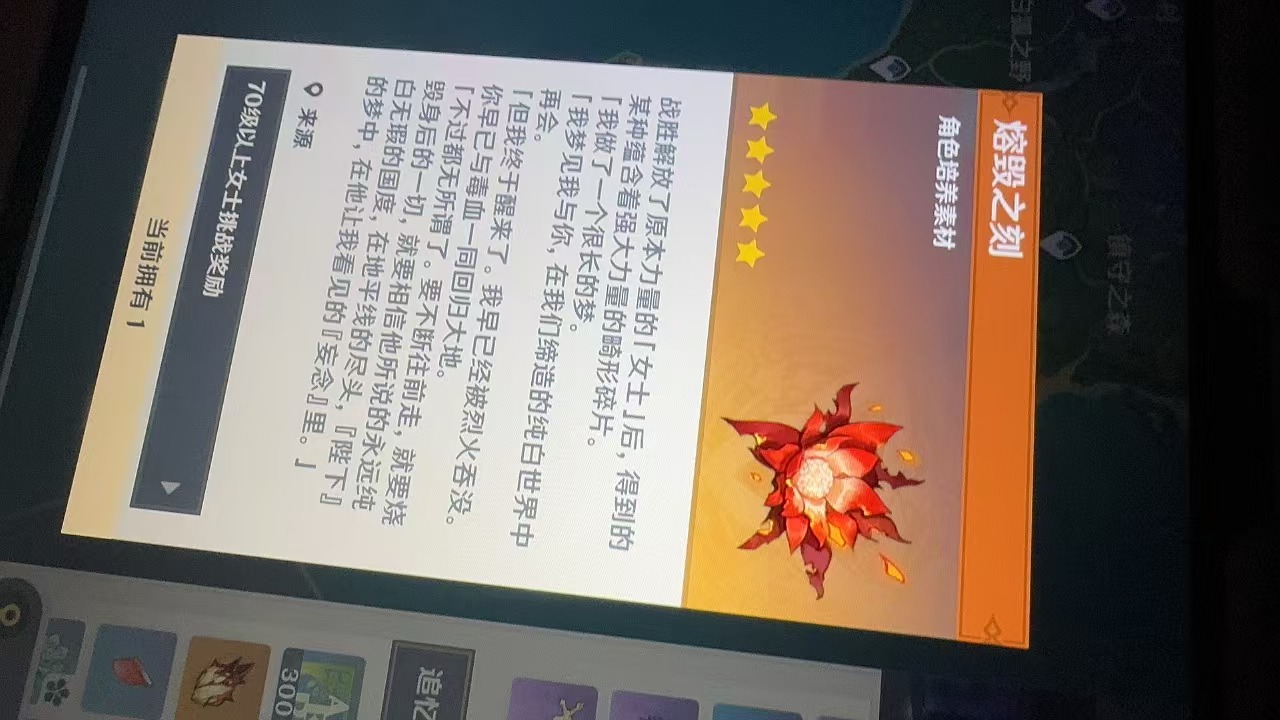 熔毁之刻
角色培养素材
战胜解放了原本力量的「女士」后，得到的
某种蕴含着强大力量的畸形碎片。
「我做了一个很长的梦。
「我梦见我与你，在我们缔造的纯白世界中
再会。
「但我终于醒来了。我早已经被烈火吞没。
你早已与毒血一同回归大地。
「不过都无所谓了。要不断往前走，就要烧
毁身后的一切，就要相信他所说的永远纯
白无瑕的国度，在地平线的尽头，『陛下』
的梦中，在他让我看见的『妄念』里。」
来源
70级以上女士挑战奖励
当前拥有 1
镇守之森
追忆
300